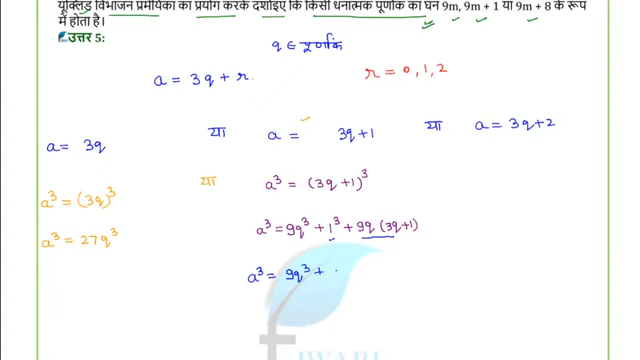 यूक्लिड विभाजन प्रमेयिका का प्रयोग करके दर्शाइए कि किसी धनात्मक पूर्णांक का घन 9m, 9m + 1 या 9m + 8 के रूप
में होता है।
उत्तर 5:
q ∈ पूर्णांक
a = 3q + r.
r = 0, 1, 2
a = 3q या a = 3q+1 या a = 3q+2
a³ = (3q)³ या a³ = (3q+1)³
a³ = 27q³
a³ = 9q³ + 1³ + 9q (3q+1)
a³ = 9q³ +
IWARI